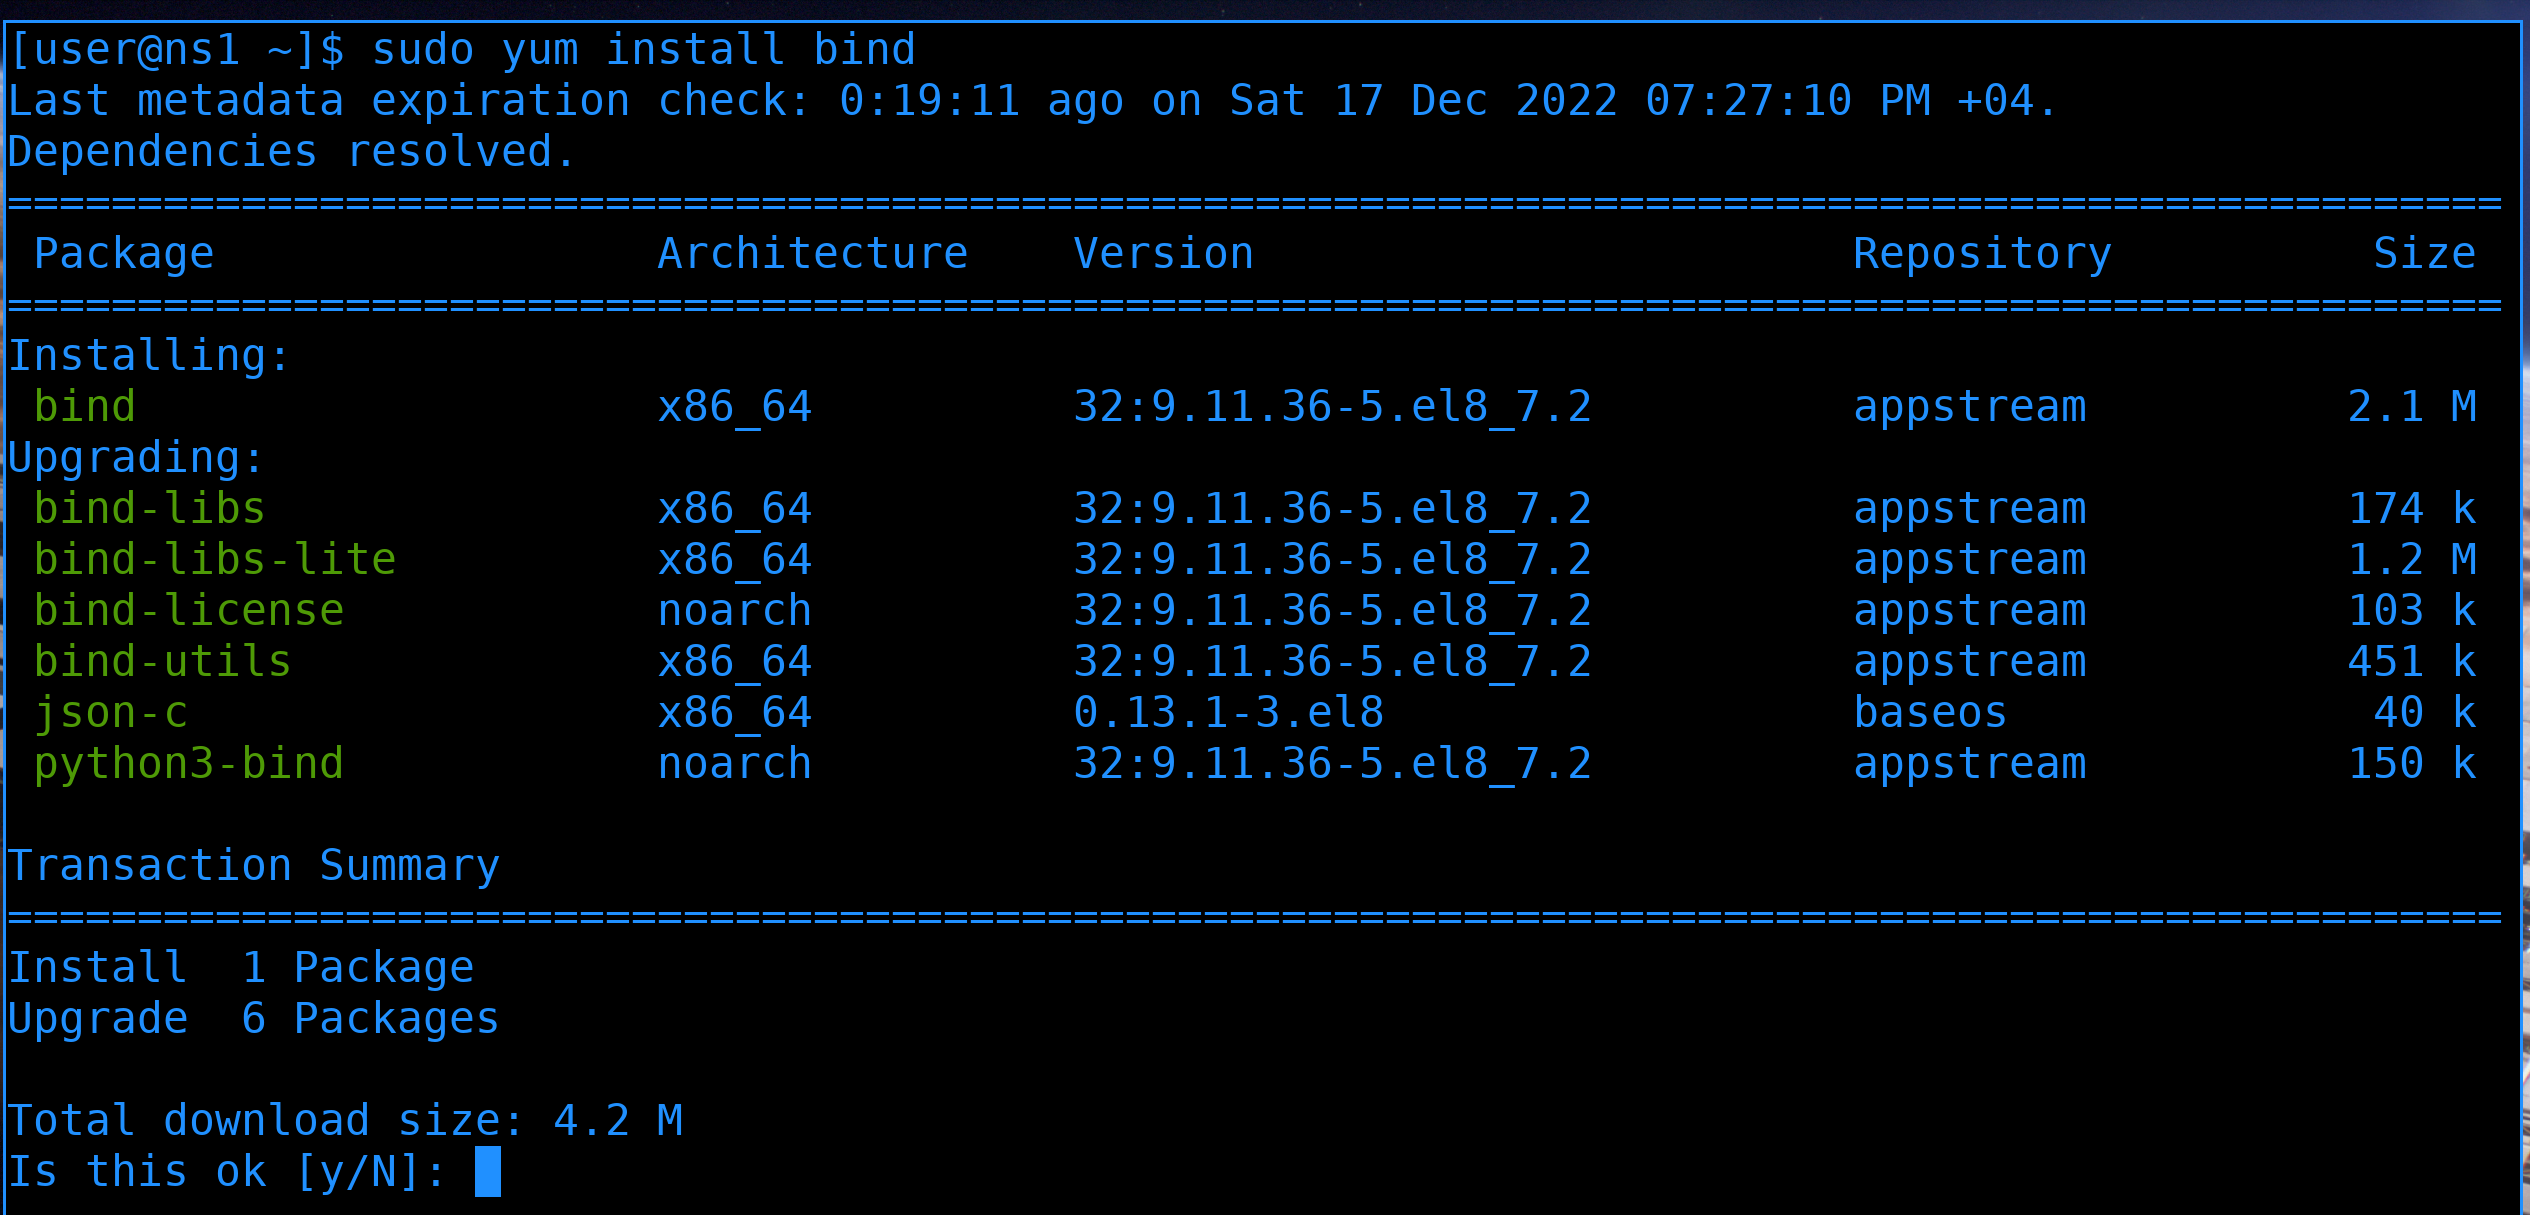 [user@ns1 ~]$ sudo yum install bind
Last metadata expiration check: 0:19:11 ago on Sat 17 Dec 2022 07:27:10 PM +04.
Dependencies resolved.
================================================================================================
 Package                 Architecture    Version                       Repository          Size
================================================================================================
Installing:
 bind                    x86_64          32:9.11.36-5.el8_7.2          appstream          2.1 M
Upgrading:
 bind-libs               x86_64          32:9.11.36-5.el8_7.2          appstream          174 k
 bind-libs-lite          x86_64          32:9.11.36-5.el8_7.2          appstream          1.2 M
 bind-license            noarch          32:9.11.36-5.el8_7.2          appstream          103 k
 bind-utils              x86_64          32:9.11.36-5.el8_7.2          appstream          451 k
 json-c                  x86_64          0.13.1-3.el8                  baseos              40 k
 python3-bind            noarch          32:9.11.36-5.el8_7.2          appstream          150 k

Transaction Summary
================================================================================================
Install  1 Package
Upgrade  6 Packages

Total download size: 4.2 M
Is this ok [y/N]: